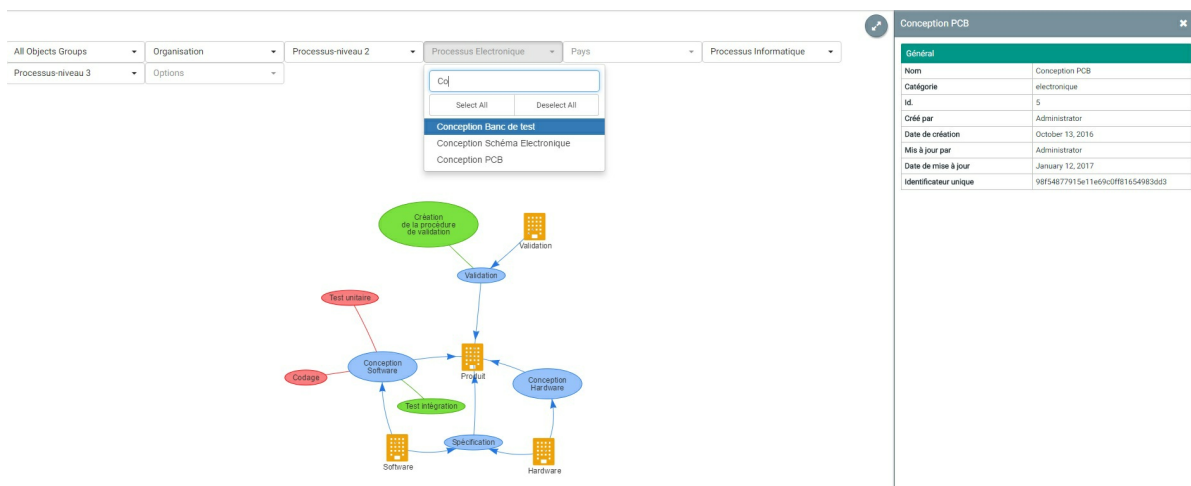 All Objects Groups
Organisation
Processus-niveau 2
Processus Electronique
Pays
Processus Informatique
Processus-niveau 3
Options
Co
Select All
Deselect All
Conception Banc de test
Conception Schéma Electronique
Conception PCB
Création
de la procédure
de validation
Validation
Validation
Test unitaire
Conception
Software
Produit
Codage
Conception
Hardware
Test intégration
Spécification
Software
Hardware
Conception PCB
Général
Nom Conception PCB
Catégorie electronique
Id. 5
Créé par Administrator
Date de création October 13, 2016
Mis à jour par Administrator
Date de mise à jour January 12, 2017
Identificateur unique 98f54877915e11e69c0ff81654983dd3